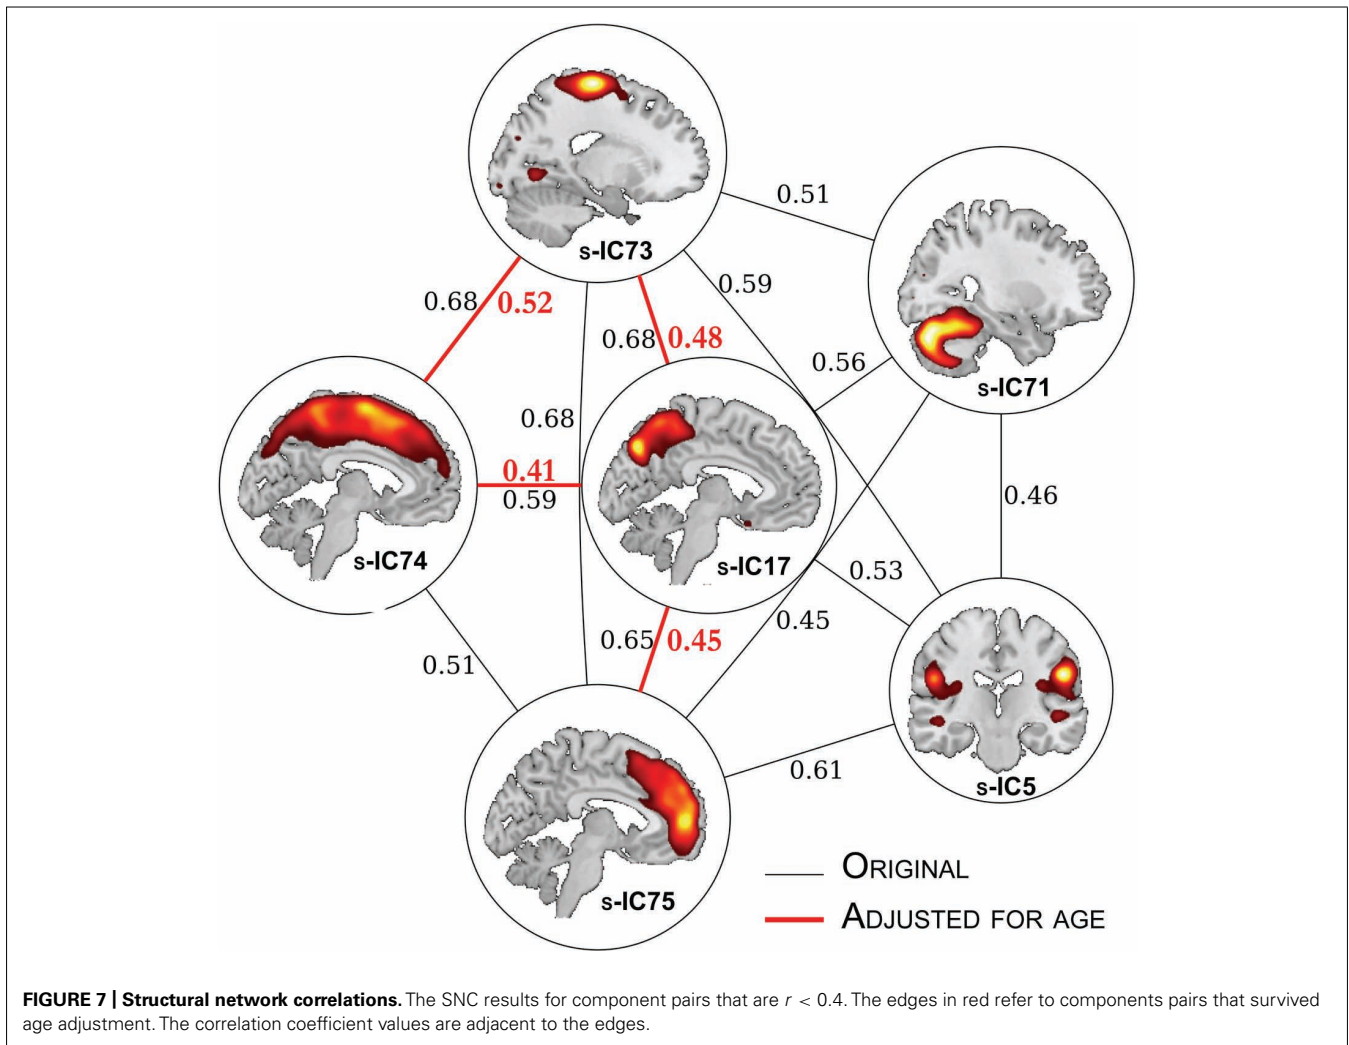 s-IC73
0.51
s-IC71
0.59
0.68
0.52
0.68
0.48
0.56
0.68
s-IC74
0.41
0.59
s-IC17
0.46
0.53
0.45
0.65
0.45
0.51
s-IC5
0.61
s-IC75
ORIGINAL
ADJUSTED FOR AGE
FIGURE 7 | Structural network correlations. The SNC results for component pairs that are r < 0.4. The edges in red refer to components pairs that survived
age adjustment. The correlation coefficient values are adjacent to the edges.